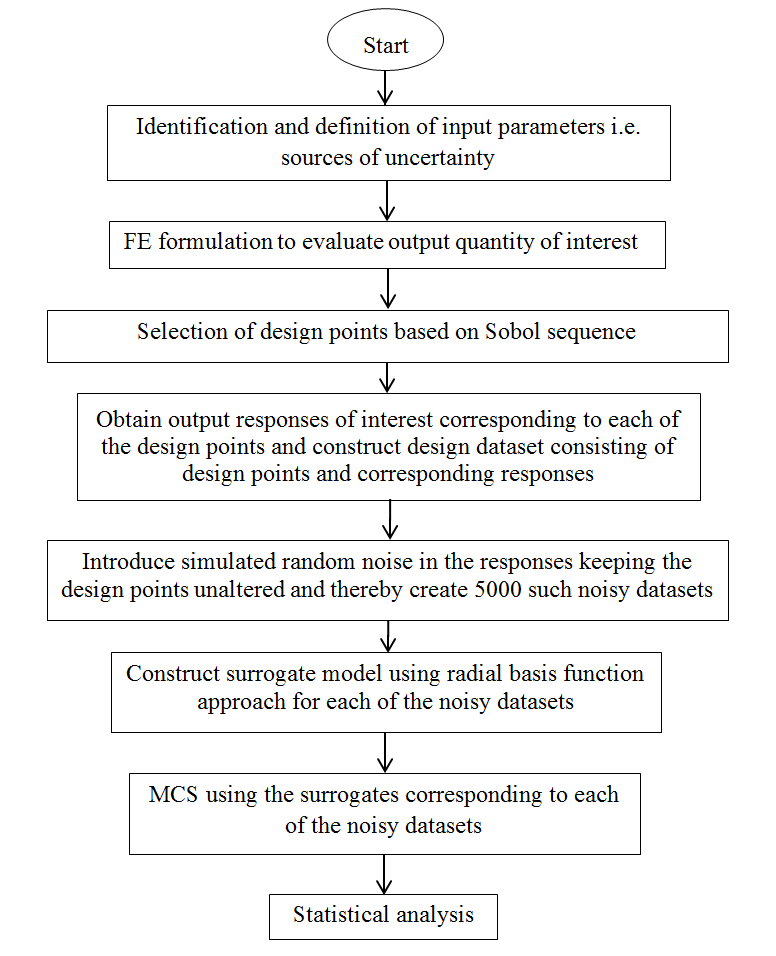 Start
Identification and definition of input parameters i.e.
sources of uncertainty
FE formulation to evaluate output quantity of interest
Selection of design points based on Sobol sequence
Obtain output responses of interest corresponding to each of
the design points and construct design dataset consisting of
design points and corresponding responses
Introduce simulated random noise in the responses keeping the
design points unaltered and thereby create 5000 such noisy datasets
Construct surrogate model using radial basis function
approach for each of the noisy datasets
MCS using the surrogates corresponding to each
of the noisy datasets
Statistical analysis